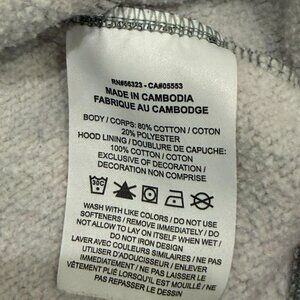 RN#56323 - CA#05553
MADE IN CAMBODIA
FABRIQUE AU CAMBODGE
BODY / CORPS: 80% COTTON / COTON
20% POLYESTER
HOOD LINING / DOUBLURE DE CAPUCHE:
100% COTTON / COTON
EXCLUSIVE OF DECORATION /
DECORATION NON COMPRISE
30C
WASH WITH LIKE COLORS / DO NOT USE
SOFTENERS / REMOVE IMMEDIATELY / DO
NOT ALLOW TO LAY ON ITSELF WHEN WET /
DO NOT IRON DESIGN
LAVER AVEC COULEURS SIMILAIRES / NE PAS
UTILISER D'ADOUCISSEUR / ENLEVER
IMMEDIATEMENT / NE PAS LAISSER LE
VÊTEMENT PLIÉ LORSQU'IL EST MOUILLÉ /
NE PAS REPASSER LE DESSIN